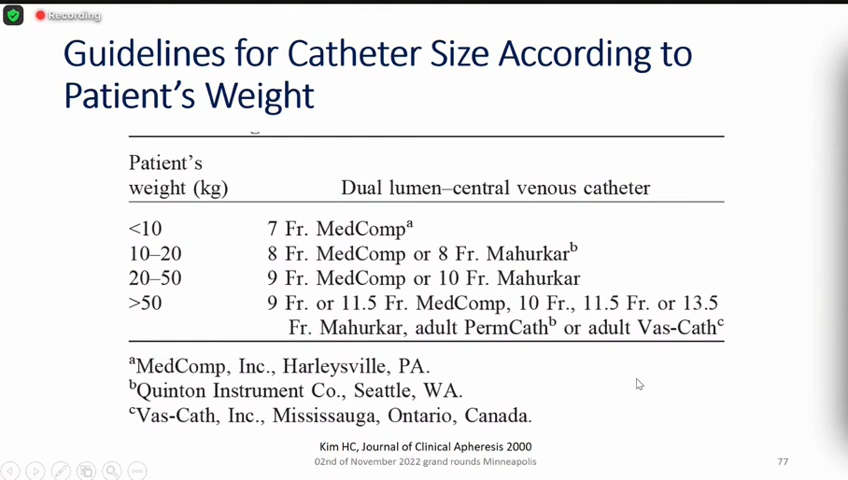 Recording
Guidelines for Catheter Size According to
Patient's Weight
Patient's
weight (kg) Dual lumen–central venous catheter
<10 7 Fr. MedCompᵃ
10–20 8 Fr. MedComp or 8 Fr. Mahurkarᵇ
20–50 9 Fr. MedComp or 10 Fr. Mahurkar
>50 9 Fr. or 11.5 Fr. MedComp, 10 Fr., 11.5 Fr. or 13.5
Fr. Mahurkar, adult PermCathᵇ or adult Vas-Cathᶜ
ᵃMedComp, Inc., Harleysville, PA.
ᵇQuinton Instrument Co., Seattle, WA.
ᶜVas-Cath, Inc., Mississauga, Ontario, Canada.
Kim HC, Journal of Clinical Apheresis 2000
02nd of November 2022 grand rounds Minneapolis 77